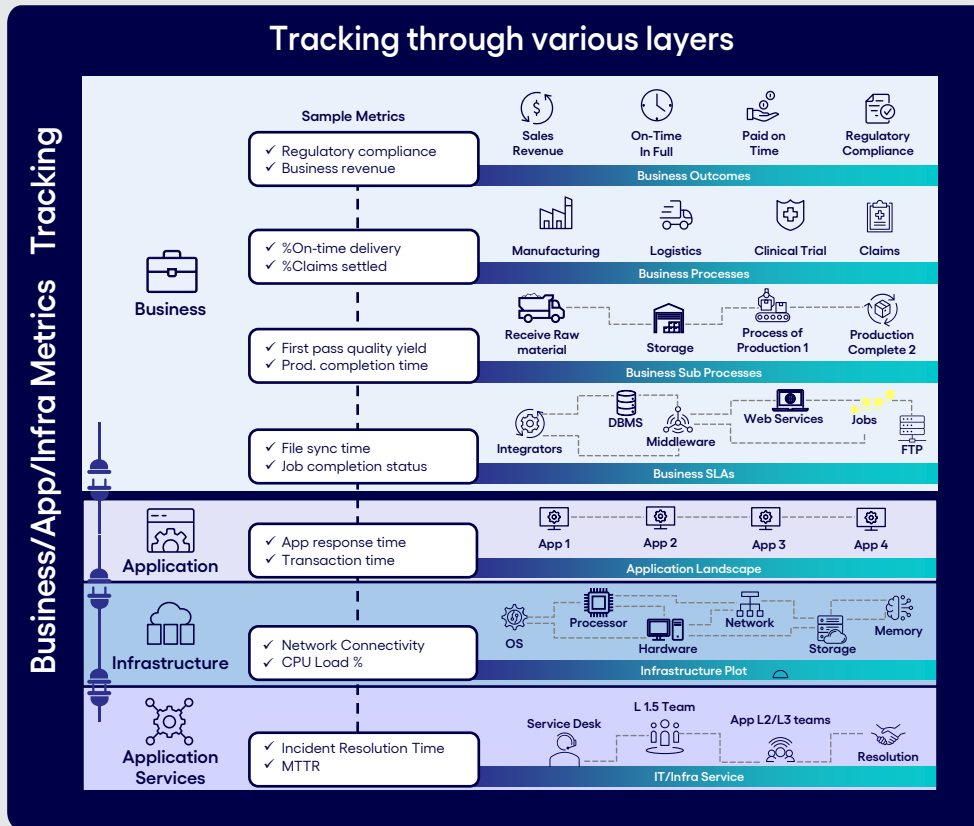 Tracking through various layers
Business/App/Infra Metrics Tracking
Sample Metrics
✓ Regulatory compliance
✓ Business revenue
Sales
Revenue
On-Time
In Full
Paid on
Time
Regulatory
Compliance
Business Outcomes
Business
✓ %On-time delivery
✓ %Claims settled
Manufacturing
Logistics
Clinical Trial
Claims
Business Processes
✓ First pass quality yield
✓ Prod. completion time
Receive Raw
material
Storage
Process of
Production 1
Production
Complete 2
Business Sub Processes
✓ File sync time
✓ Job completion status
Integrators
DBMS
Middleware
Web Services
Jobs
FTP
Business SLAs
Application
✓ App response time
✓ Transaction time
App 1
App 2
App 3
App 4
Application Landscape
Infrastructure
✓ Network Connectivity
✓ CPU Load %
OS
Processor
Hardware
Network
Storage
Memory
Infrastructure Plot
Application
Services
✓ Incident Resolution Time
✓ MTTR
Service Desk
L 1.5 Team
App L2/L3 teams
Resolution
IT/Infra Service